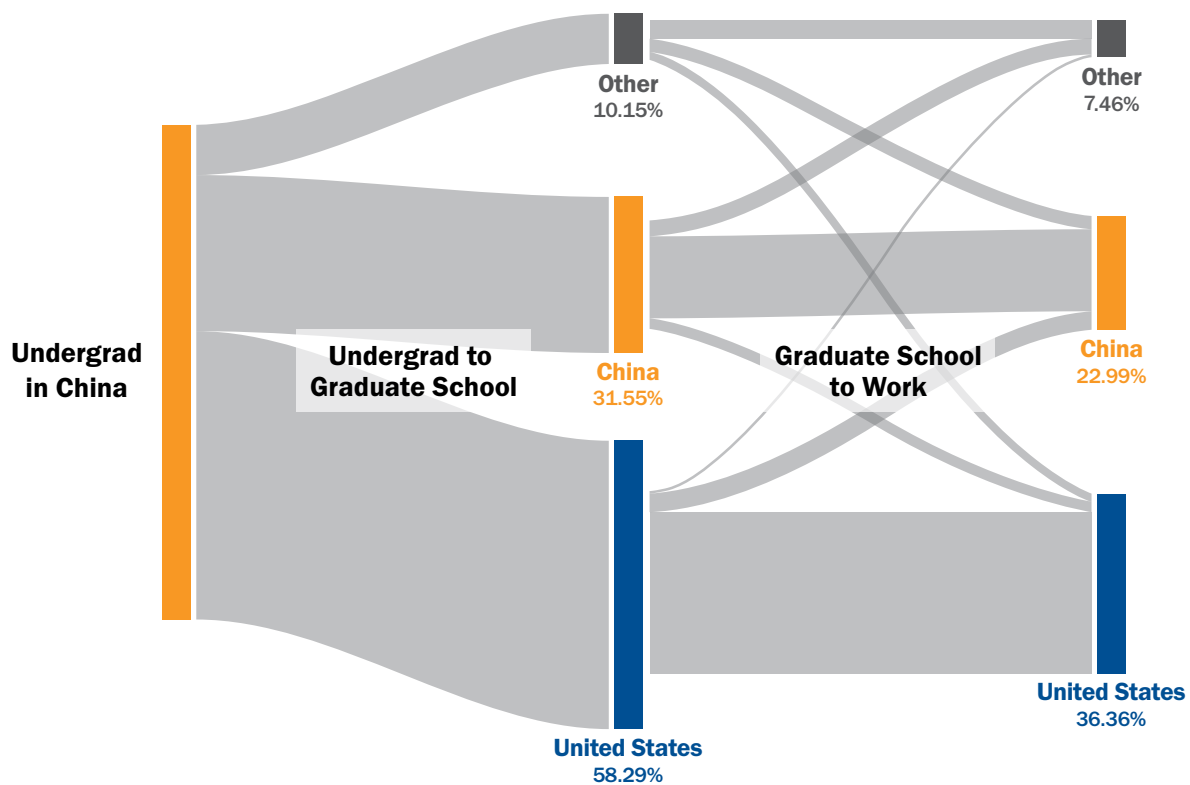 Undergrad
in China
Undergrad to
Graduate School
Other
10.15%
China
31.55%
United States
58.29%
Graduate School
to Work
Other
7.46%
China
22.99%
United States
36.36%